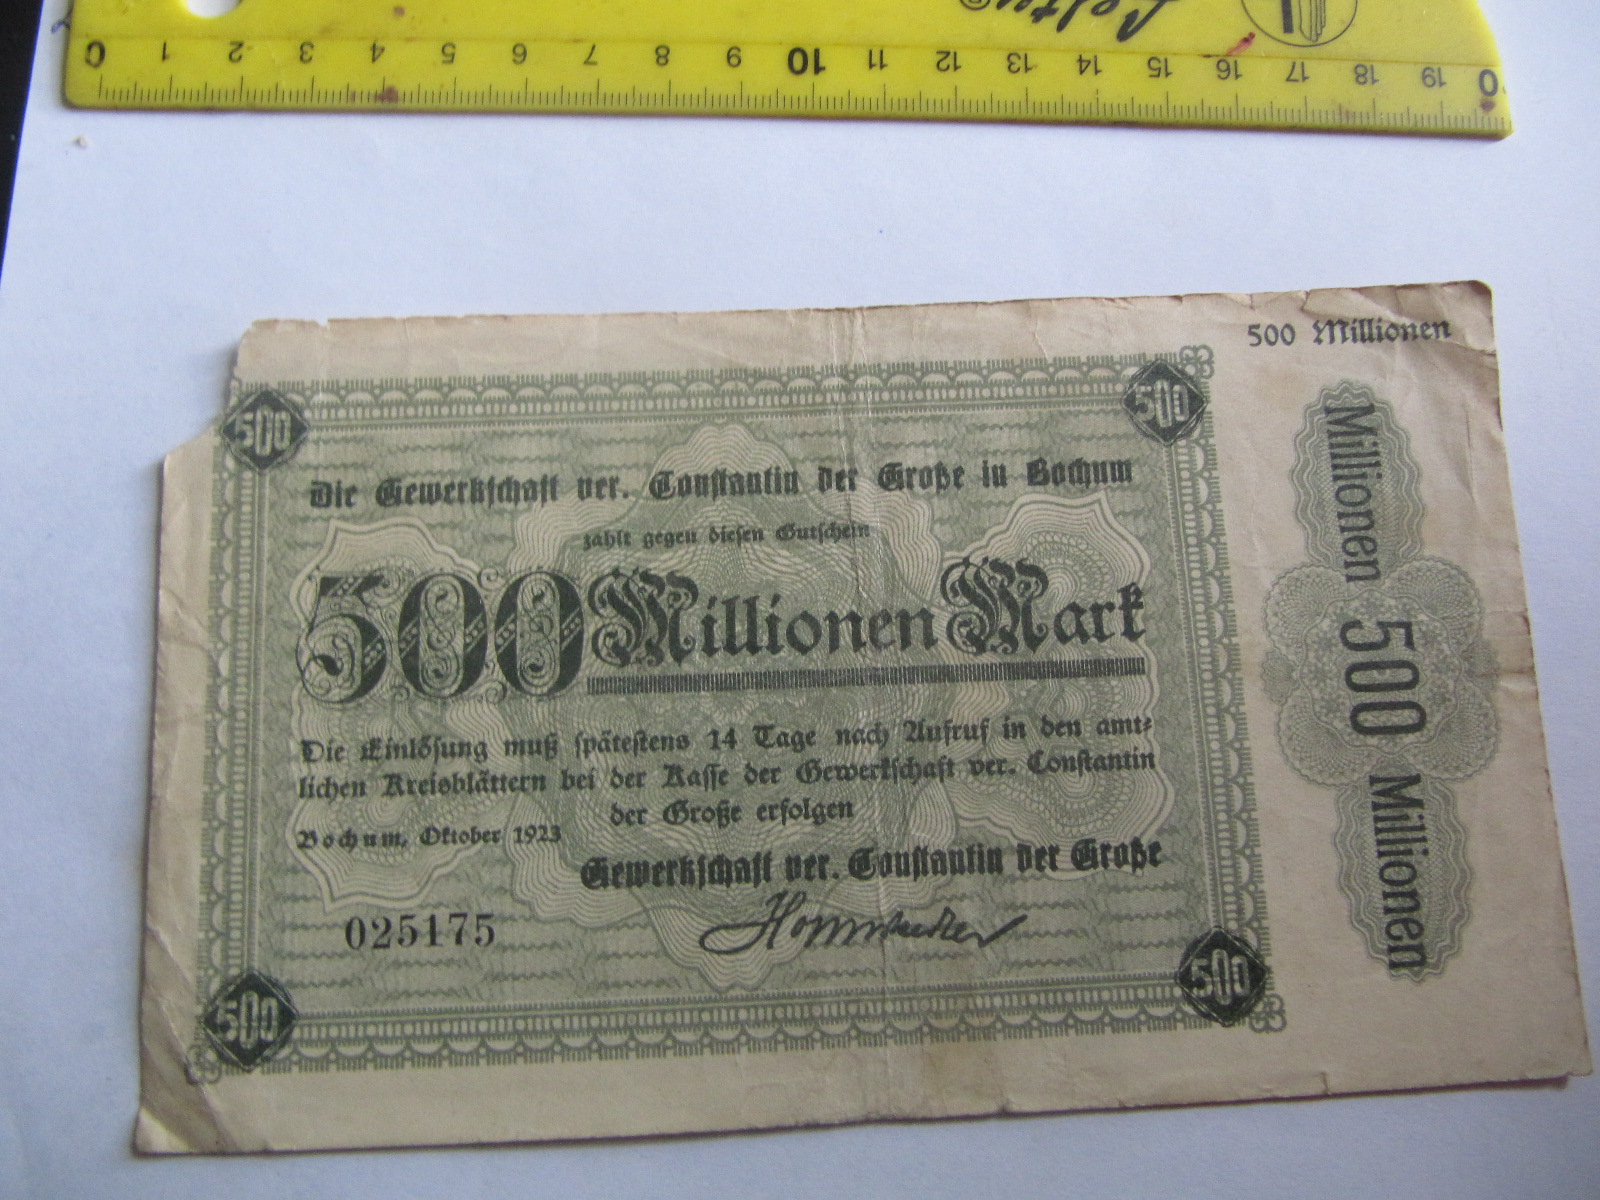 0 1 2 3 4 5 6 7 8 9 10 11 12 13 14 15 16 17 18 19 0
500 Millionen
500
500
Die Gewerkschaft ver. Constantin der Große in Bochum
zahlt gegen diesen Gutschein
500 Millionen Mark
Die Einlösung muß spätestens 14 Tage nach Aufruf in den amt-
lichen Kreisblättern bei der Kasse der Gewerkschaft ver. Constantin
der Große erfolgen
Bochum, Oktober 1923
Gewerkschaft ver. Constantin der Große
025175
500
500
Millionen 500 Millionen